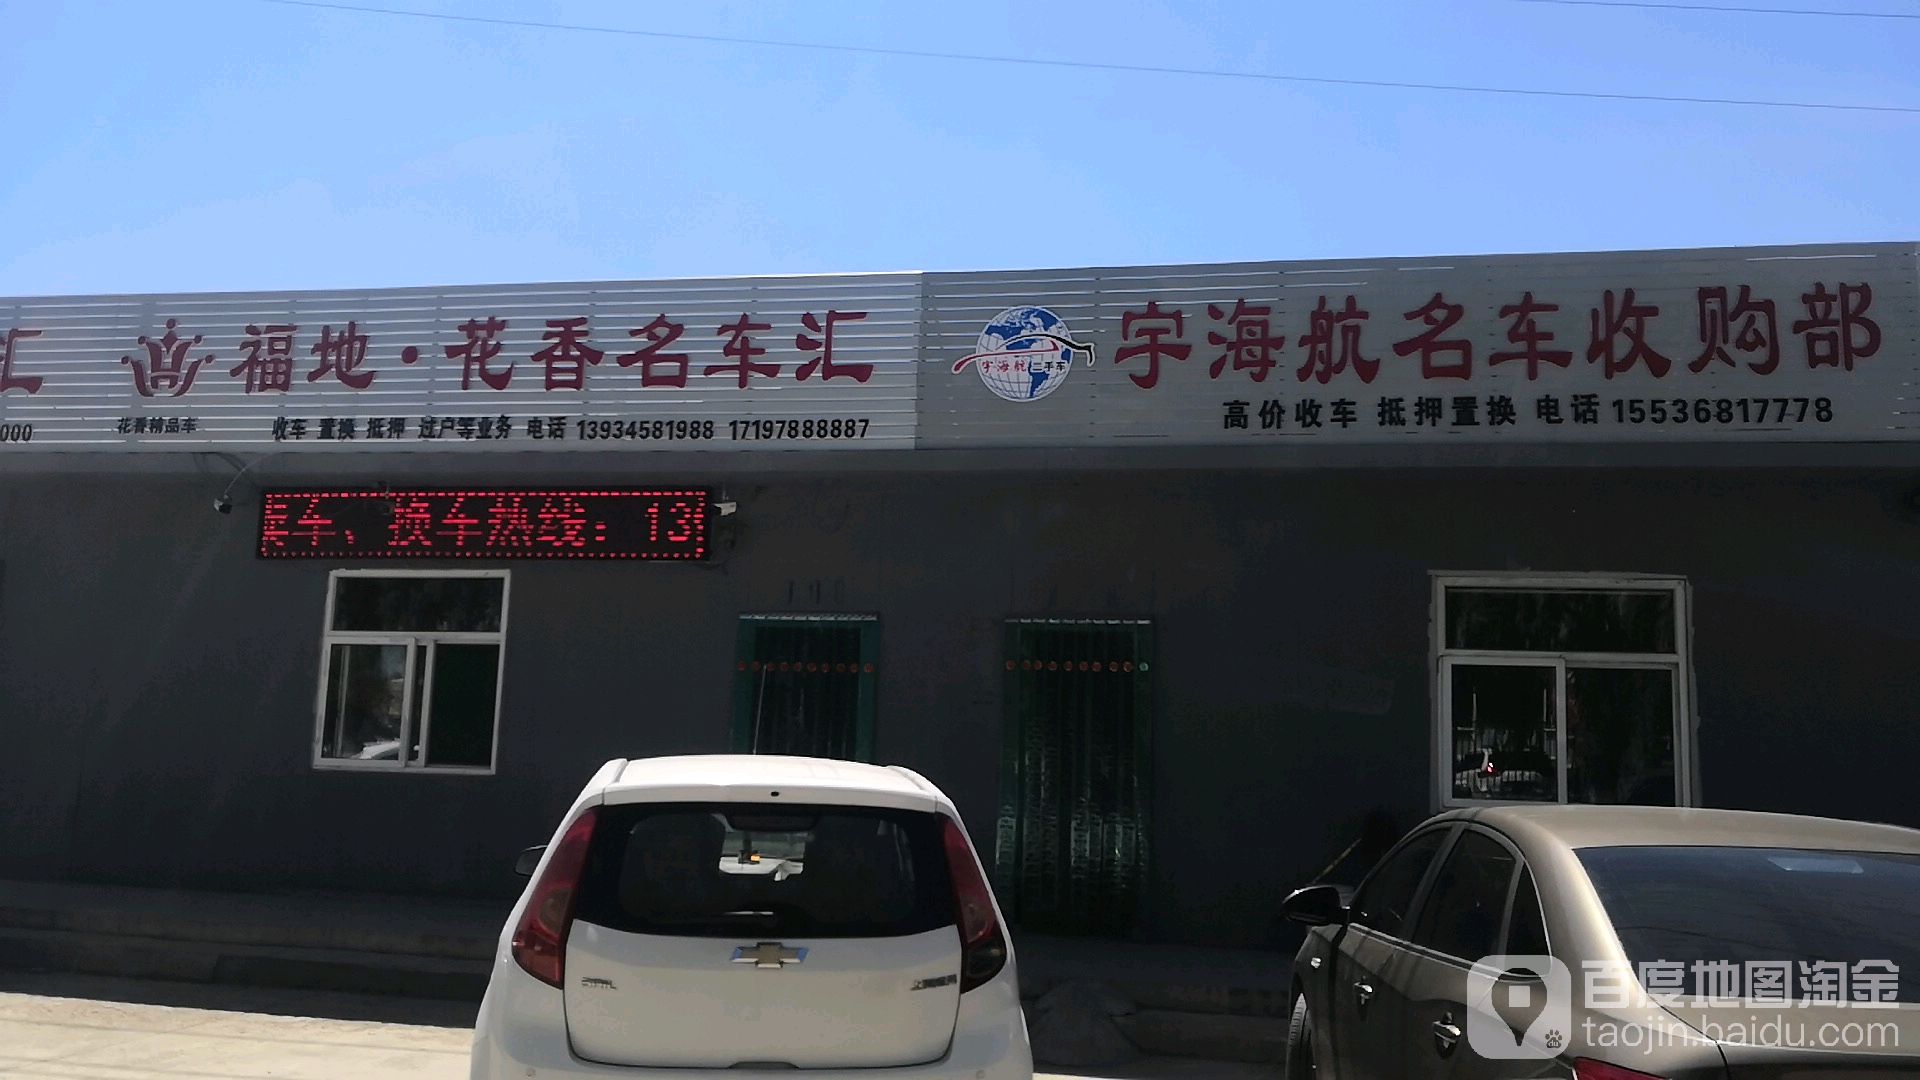 汇
000
福地·花香名车汇
花香精品车
收车 置换 抵押 过户等业务 电话 13934581988 17197888887
宇海航二手车
宇海航名车收购部
高价收车 抵押置换 电话 15536817778
车、换车热线：13
百度地图淘金
taojin.baidu.com